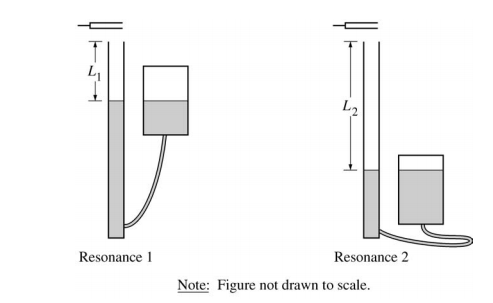 L1
L2
Resonance 1
Resonance 2
Note: Figure not drawn to scale.